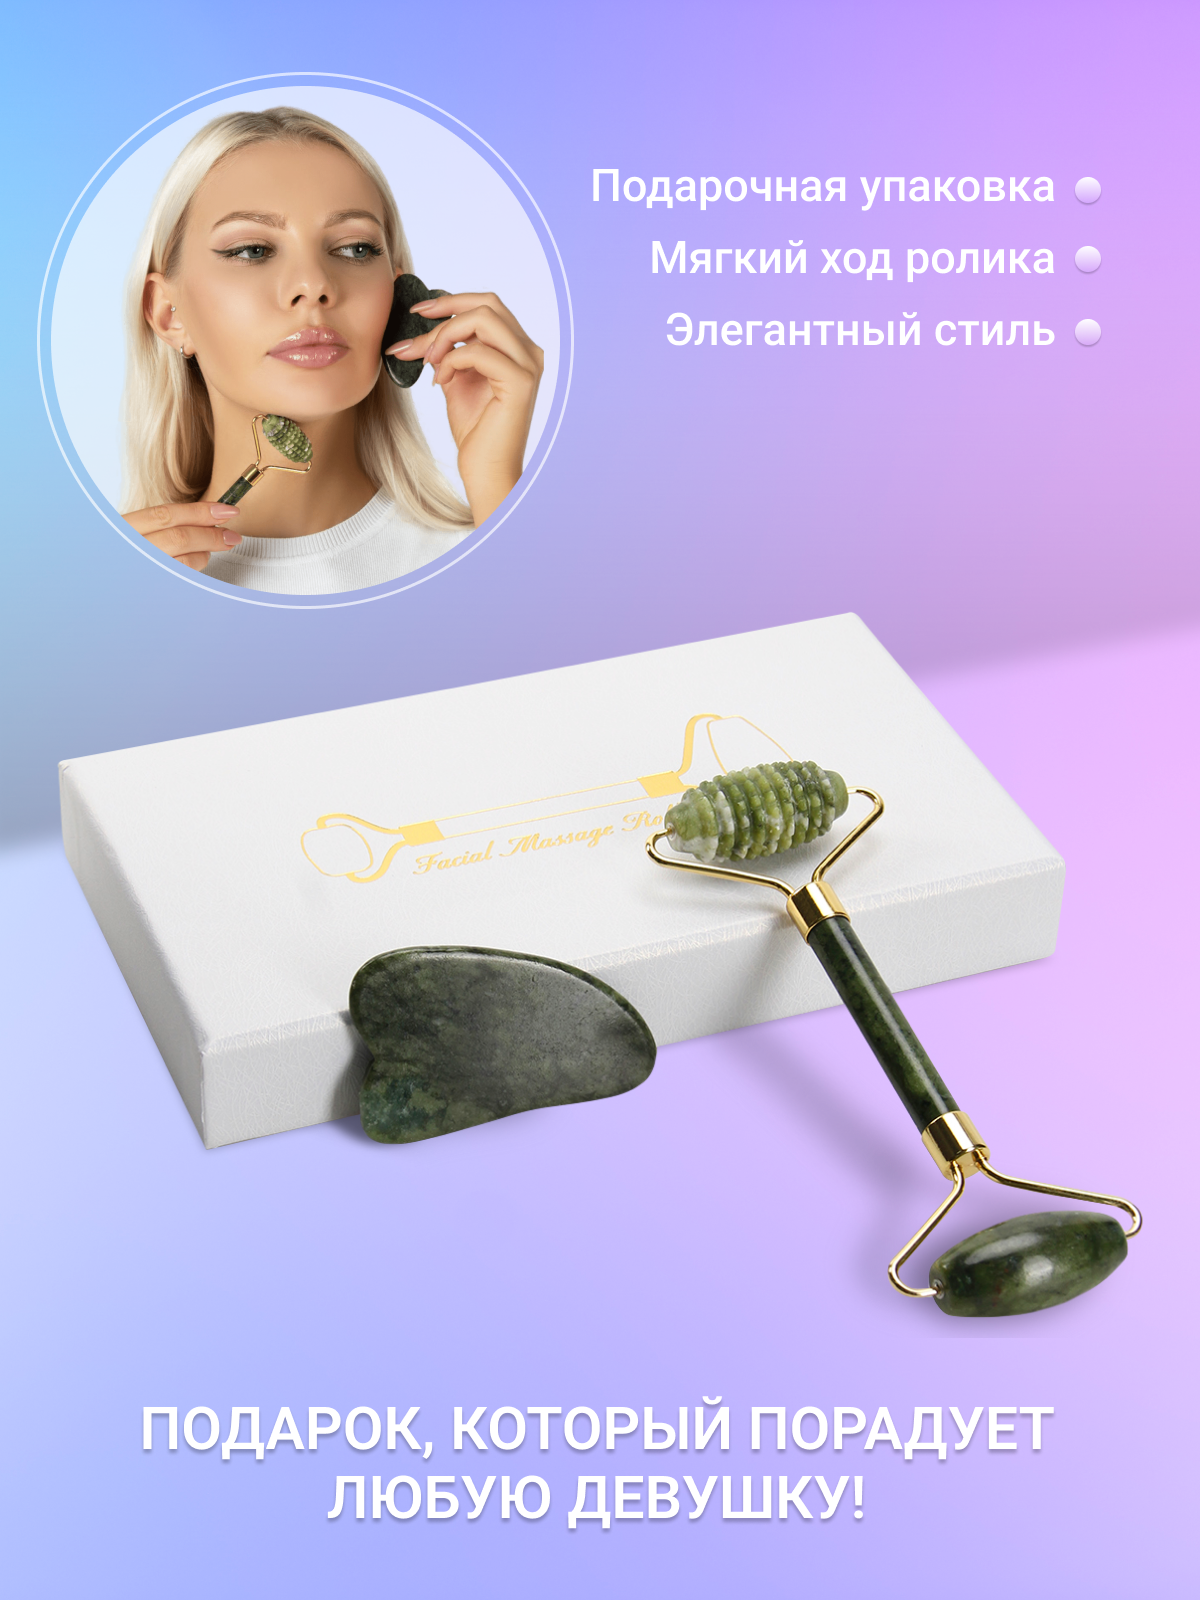 Подарочная упаковка
Мягкий ход ролика
Элегантный стиль
Facial Massage
ПОДАРОК, КОТОРЫЙ ПОРАДУЕТ
ЛЮБУЮ ДЕВУШКУ!